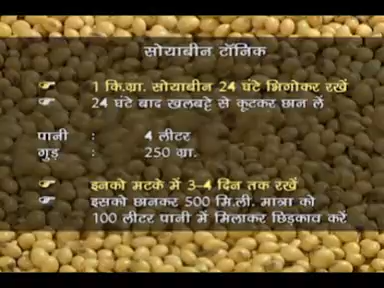 सोयाबीन टॉनिक
1 कि.ग्रा. सोयाबीन 24 घंटे भिगोकर रखें
24 घंटे बाद खलबट्टे से कूटकर छान लें
पानी : 4 लीटर
गुड़ : 250 ग्रा.
इनको मटके में 3-4 दिन तक रखें
इसको छानकर 500 मि.ली. मात्रा को
100 लीटर पानी में मिलाकर छिड़काव करें